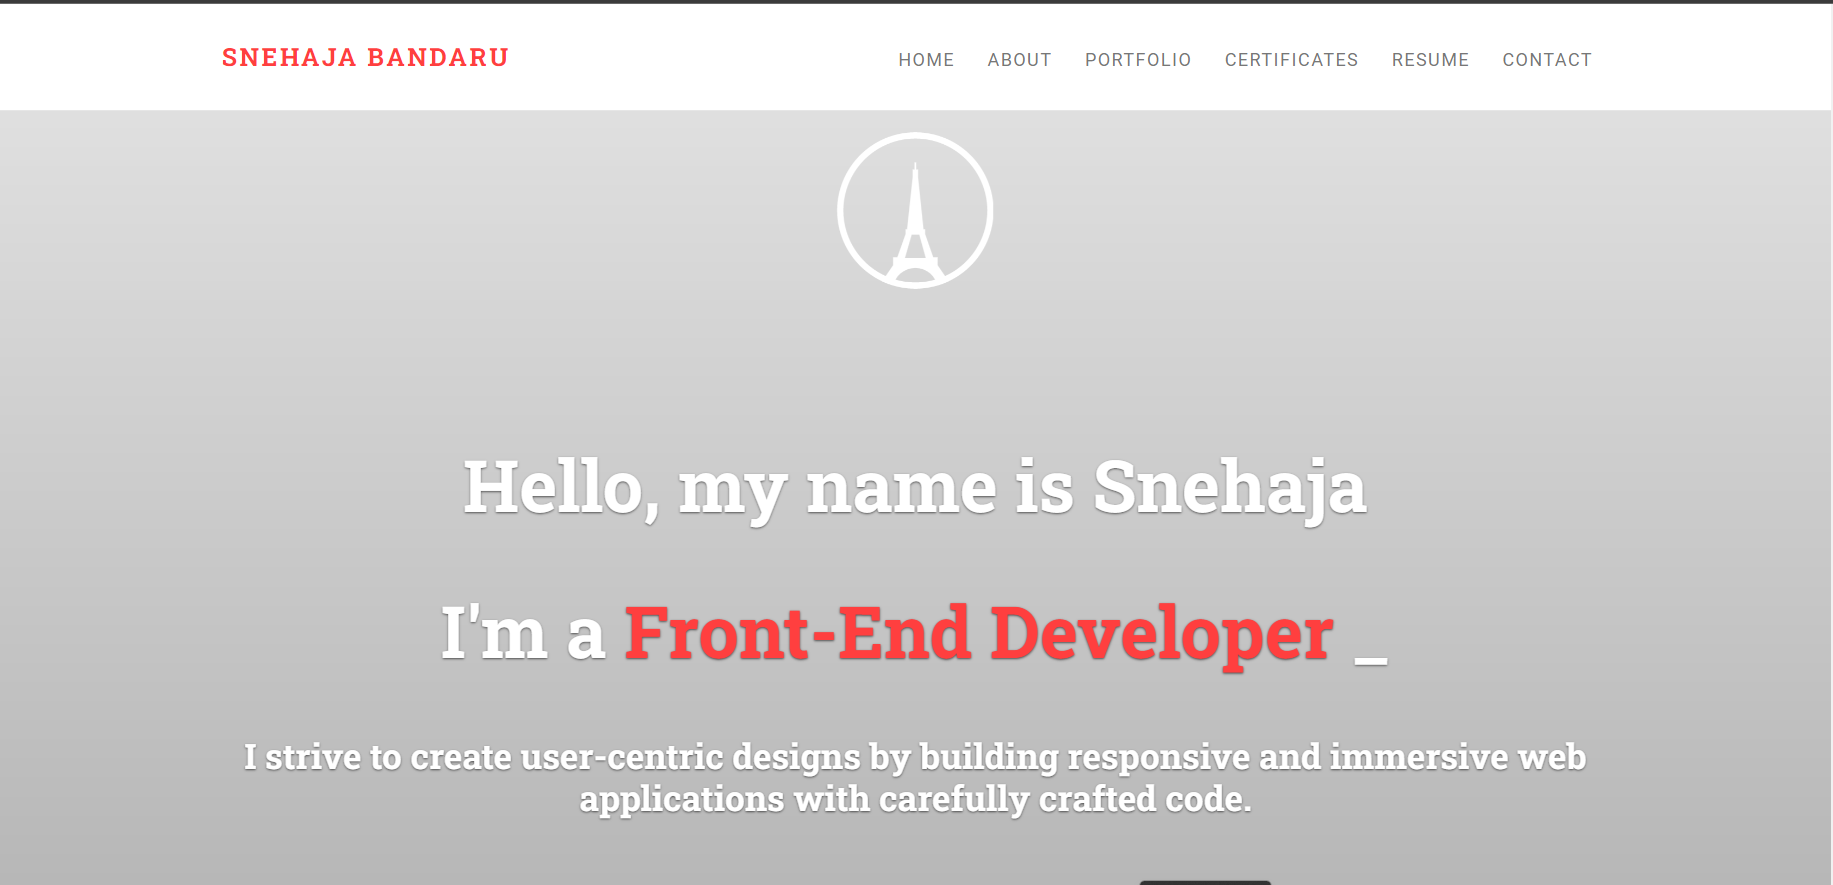 SNEHAJA BANDARU
HOME ABOUT PORTFOLIO CERTIFICATES RESUME CONTACT
Hello, my name is Snehaja
I'm a Front-End Developer _
I strive to create user-centric designs by building responsive and immersive web
applications with carefully crafted code.